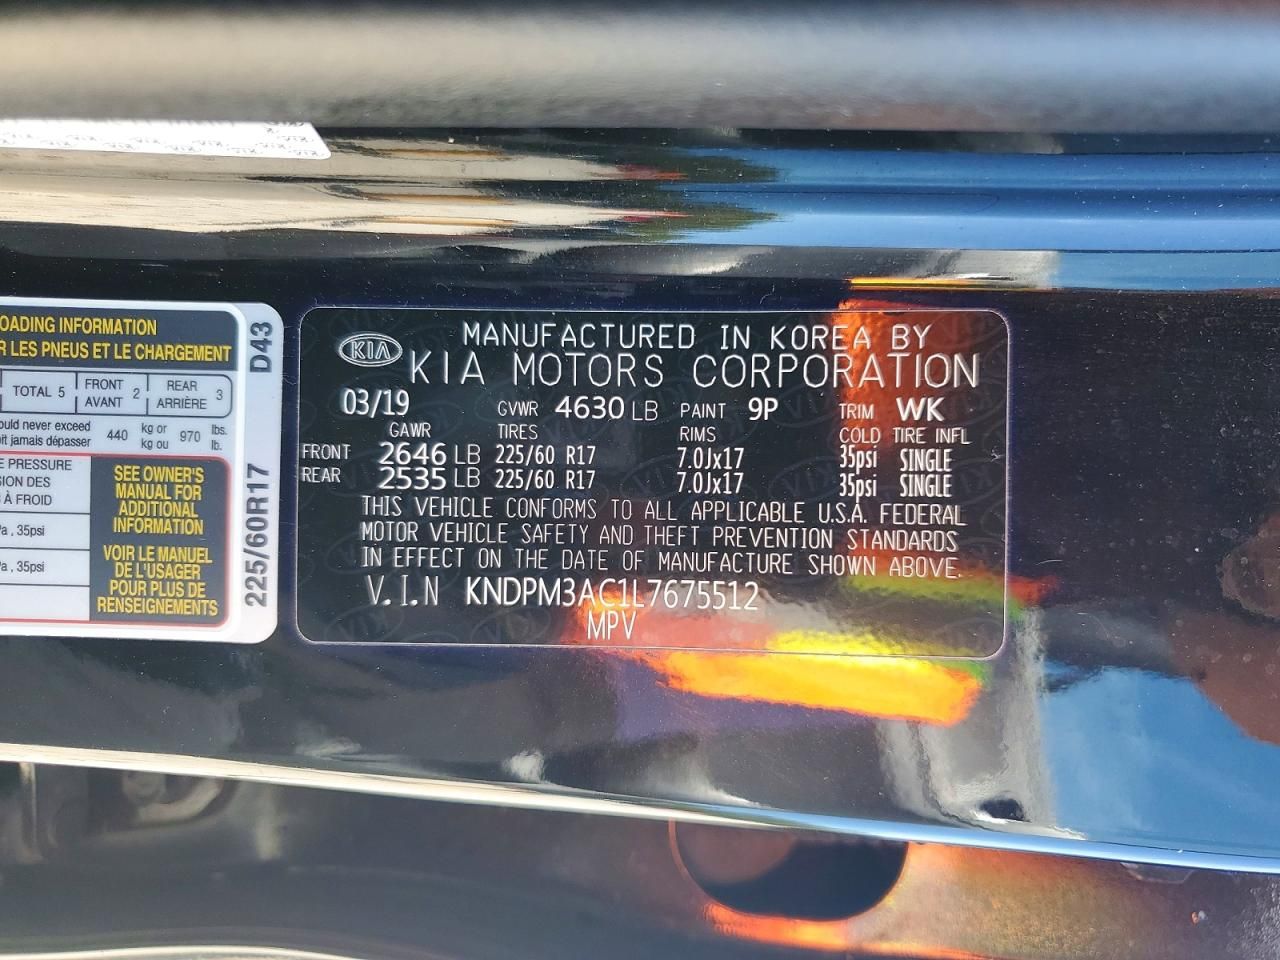 OADING INFORMATION
R LES PNEUS ET LE CHARGEMENT
TOTAL 5 FRONT AVANT 2 REAR ARRIÈRE 3
ould never exceed
jamais dépasser 440 kg or kg ou 970 lbs. lb.
E PRESSURE
SION DES
À FROID
a , 35psi
a , 35psi
SEE OWNER'S
MANUAL FOR
ADDITIONAL
INFORMATION
VOIR LE MANUEL
DE L'USAGER
POUR PLUS DE
RENSEIGNEMENTS
225/60R17 D43
KIA
MANUFACTURED IN KOREA BY
KIA MOTORS CORPORATION
03/19 GVWR 4630 LB PAINT 9P TRIM WK
GAWR TIRES RIMS COLD TIRE INFL
FRONT 2646 LB 225/60 R17 7.0Jx17 35psi SINGLE
REAR 2535 LB 225/60 R17 7.0Jx17 35psi SINGLE
THIS VEHICLE CONFORMS TO ALL APPLICABLE U.S.A. FEDERAL
MOTOR VEHICLE SAFETY AND THEFT PREVENTION STANDARDS
IN EFFECT ON THE DATE OF MANUFACTURE SHOWN ABOVE.
V.I.N KNDPM3AC1L7675512
MPV